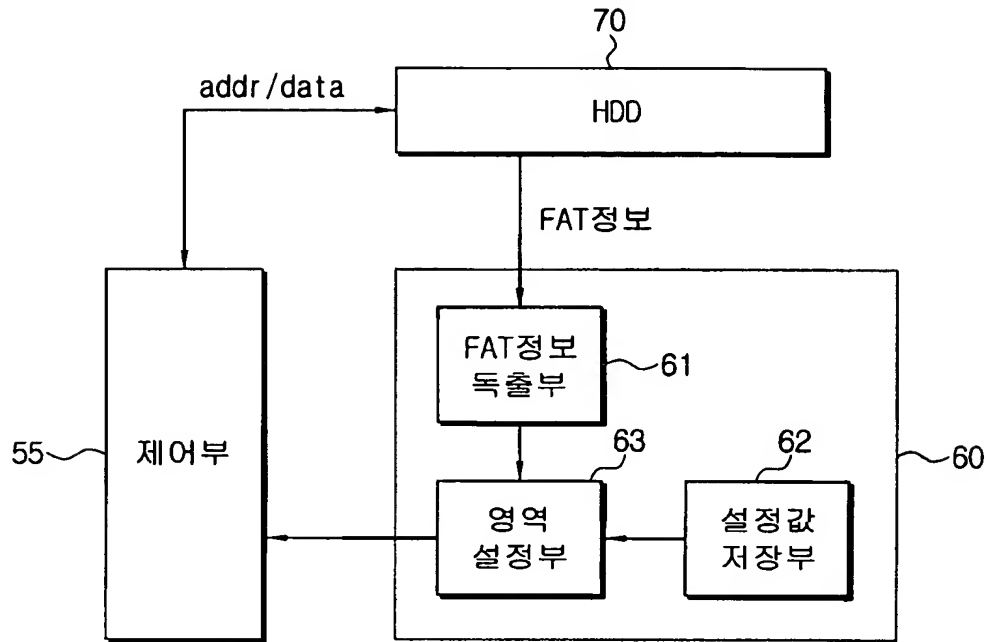 70
addr/data
HDD
FAT정보
FAT정보
독출부
61
제어부
55
63
62
60
영역
설정부
설정값
저장부